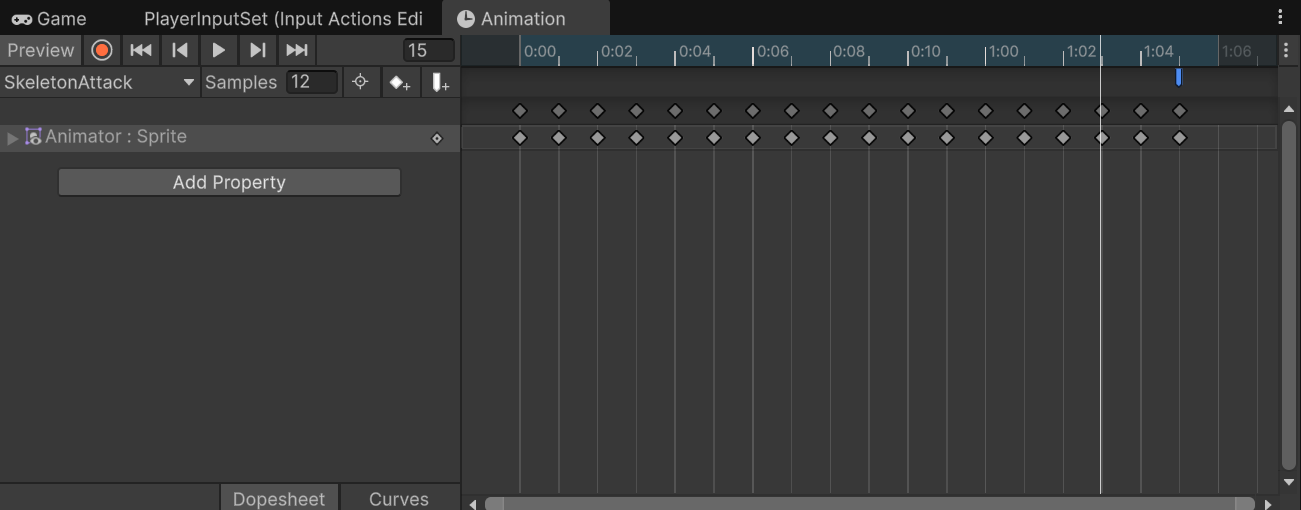 Game PlayerInputSet (Input Actions Edi Animation
Preview 15 0:00 0:02 0:04 0:06 0:08 0:10 1:00 1:02 1:04 1:06
SkeletonAttack Samples 12
Animator : Sprite
Add Property
Dopesheet Curves